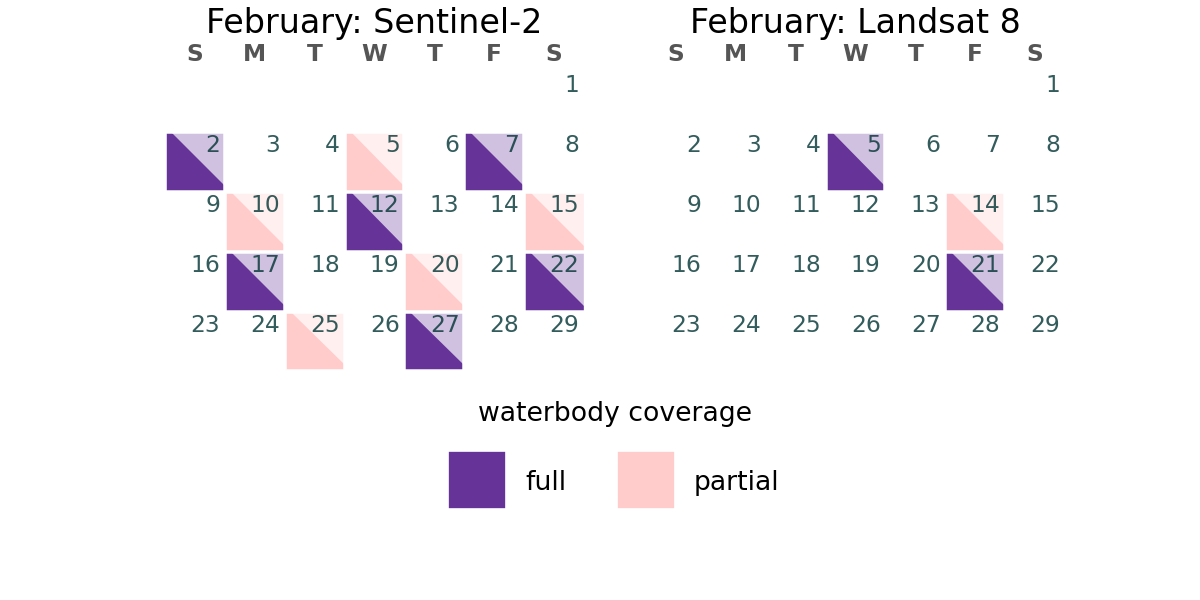 February: Sentinel-2
S M T W T F S
1
2 3 4 5 6 7 8
9 10 11 12 13 14 15
16 17 18 19 20 21 22
23 24 25 26 27 28 29
February: Landsat 8
S M T W T F S
1
2 3 4 5 6 7 8
9 10 11 12 13 14 15
16 17 18 19 20 21 22
23 24 25 26 27 28 29
waterbody coverage
full
partial